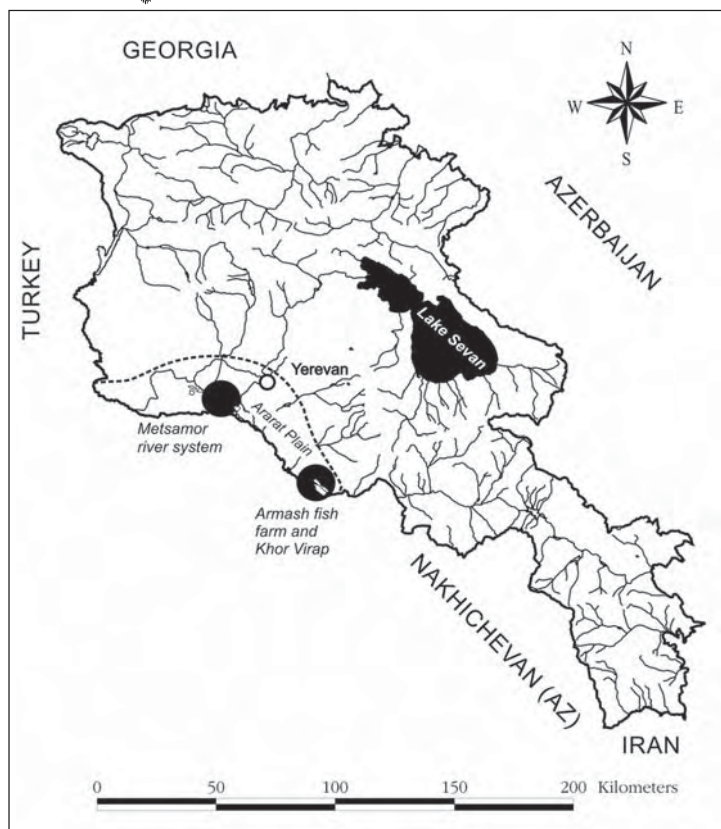 GEORGIA
N
W
E
S
AZERBAIJAN
TURKEY
Lake Sevan
Yerevan
Ararat Plain
Metsamor
river system
Armash fish
farm and
Khor Virap
NAKHICHEVAN (AZ)
IRAN
0
50
100
150
200
Kilometers